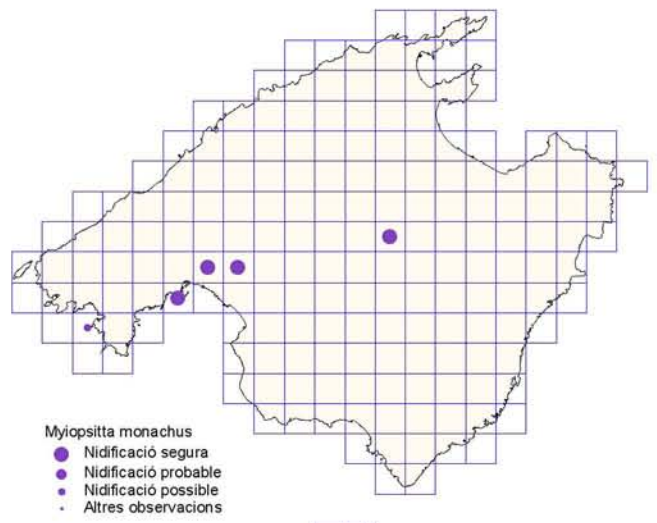 Myiopsitta monachus
Nidificació segura
Nidificació probable
Nidificació possible
Altres observacions